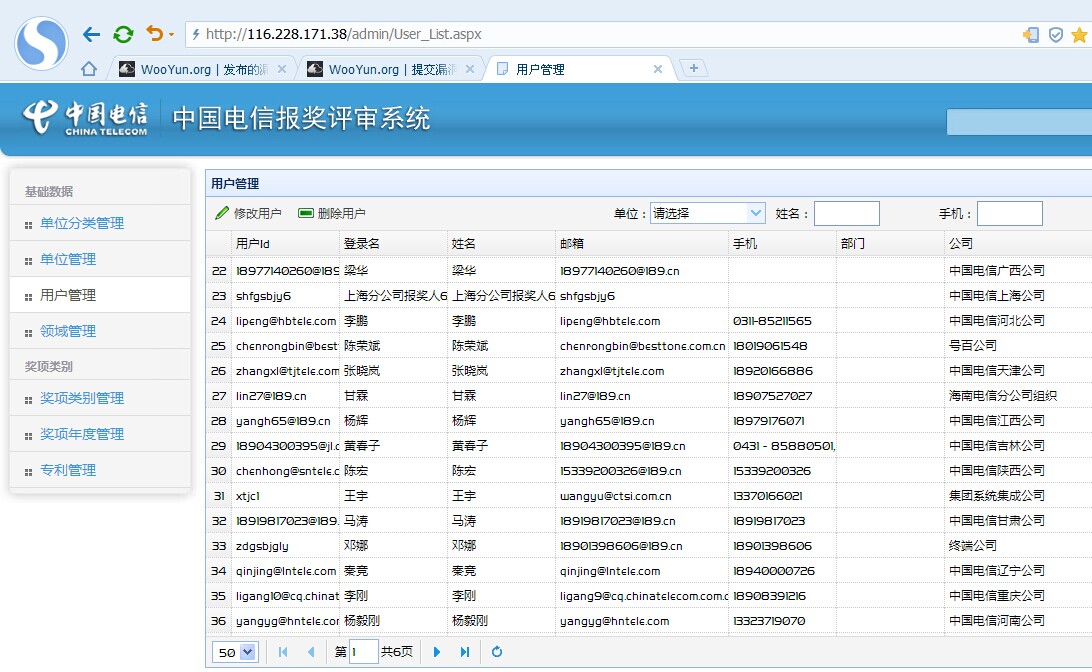 http://116.228.171.38/admin/User_List.aspx
WooYun.org | 发布的漏
WooYun.org | 提交漏洞
用户管理
中国电信
CHINA TELECOM
中国电信报奖评审系统
基础数据
单位分类管理
单位管理
用户管理
领域管理
奖项类别
奖项类别管理
奖项年度管理
专利管理
用户管理
修改用户 删除用户 单位： 请选择 姓名： 手机：
用户Id 登录名 姓名 邮箱 手机 部门 公司
22 18977140260@189 梁华 梁华 18977140260@189.cn 中国电信广西公司
23 shfgsbjy6 上海分公司报奖人6 上海分公司报奖人6 shfgsbjy6 中国电信上海公司
24 lipeng@hbtele.com 李鹏 李鹏 lipeng@hbtele.com 0311-85211565 中国电信河北公司
25 chenrongbin@best 陈荣斌 陈荣斌 chenrongbin@besttone.com.cn 18019061548 号百公司
26 zhangxl@tjtele.com 张晓岚 张晓岚 zhangxl@tjtele.com 18920166886 中国电信天津公司
27 lin27@189.cn 甘霖 甘霖 lin27@189.cn 18907527027 海南电信分公司组织
28 yangh65@189.cn 杨辉 杨辉 yangh65@189.cn 18979176071 中国电信江西公司
29 18904300395@jl.c 董春子 董春子 18904300395@189.cn 0431 - 85880501, 中国电信吉林公司
30 chenhong@sntele.c 陈宏 陈宏 15339200326@189.cn 15339200326 中国电信陕西公司
31 xtjc1 王宇 王宇 wangyu@ctsi.com.cn 13370166021 集团系统集成公司
32 18919817023@189. 马涛 马涛 18919817023@189.cn 18919817023 中国电信甘肃公司
33 zdgsbjgly 邓娜 邓娜 18901398606@189.cn 18901398606 终端公司
34 qinjing@lntele.com 秦竞 秦竞 qinjing@lntele.com 18940000726 中国电信辽宁公司
35 ligang10@cq.chinat 李刚 李刚 ligang9@cq.chinatelecom.com.c 18908391216 中国电信重庆公司
36 yangyg@hntele.cor 杨毅刚 杨毅刚 yangyg@hntele.com 13323719070 中国电信河南公司
50 第 1 共6页